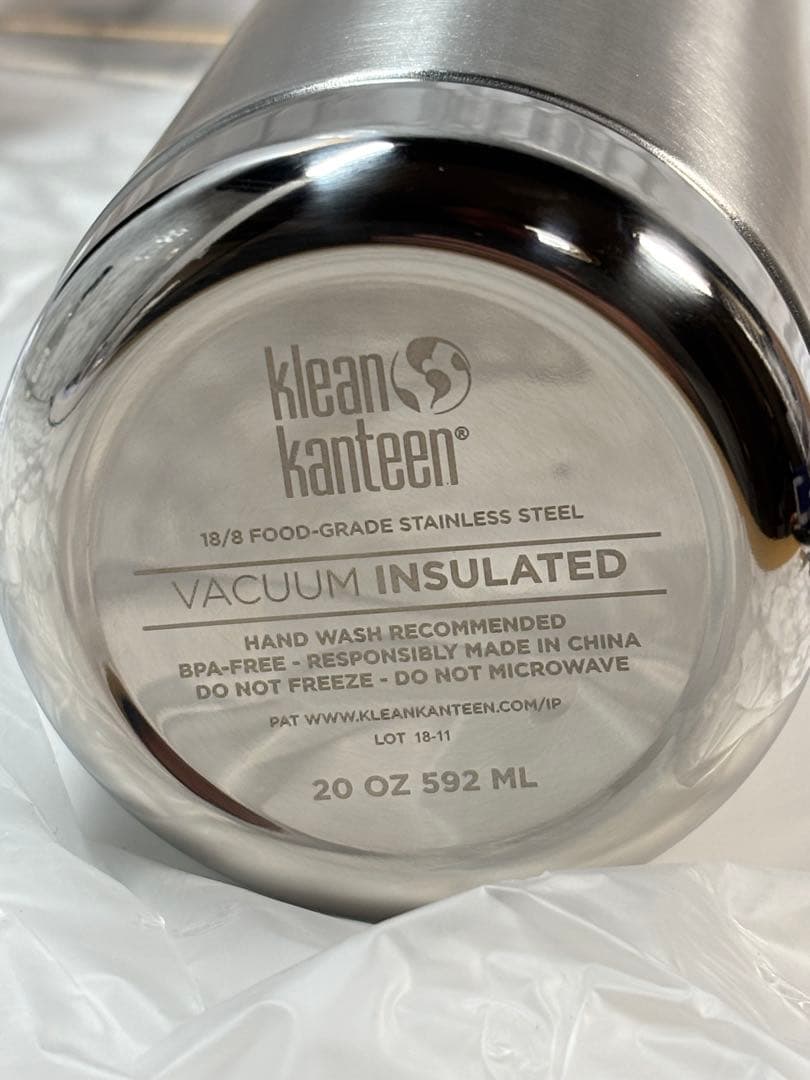 klean
kanteen®
18/8 FOOD-GRADE STAINLESS STEEL
VACUUM INSULATED
HAND WASH RECOMMENDED
BPA-FREE - RESPONSIBLY MADE IN CHINA
DO NOT FREEZE - DO NOT MICROWAVE
PAT WWW.KLEANKANTEEN.COM/IP
LOT 18-11
20 OZ 592 ML